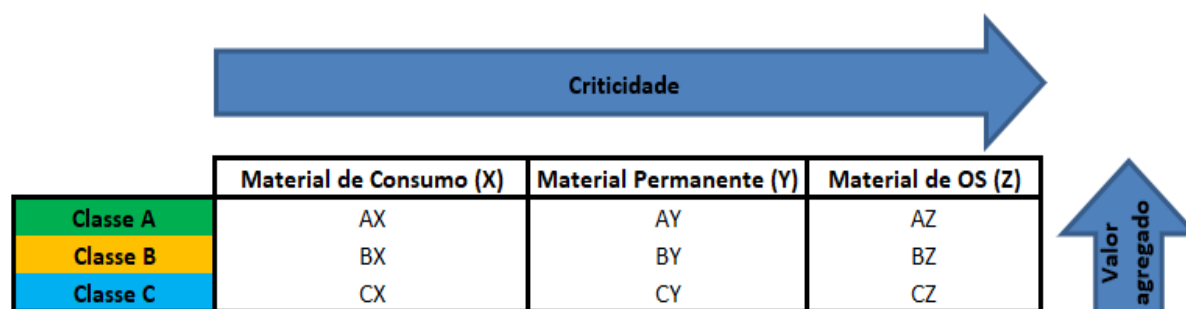 Criticidade
Material de Consumo (X) Material Permanente (Y) Material de OS (Z)
Classe A AX AY AZ
Classe B BX BY BZ
Classe C CX CY CZ
Valor
agregado